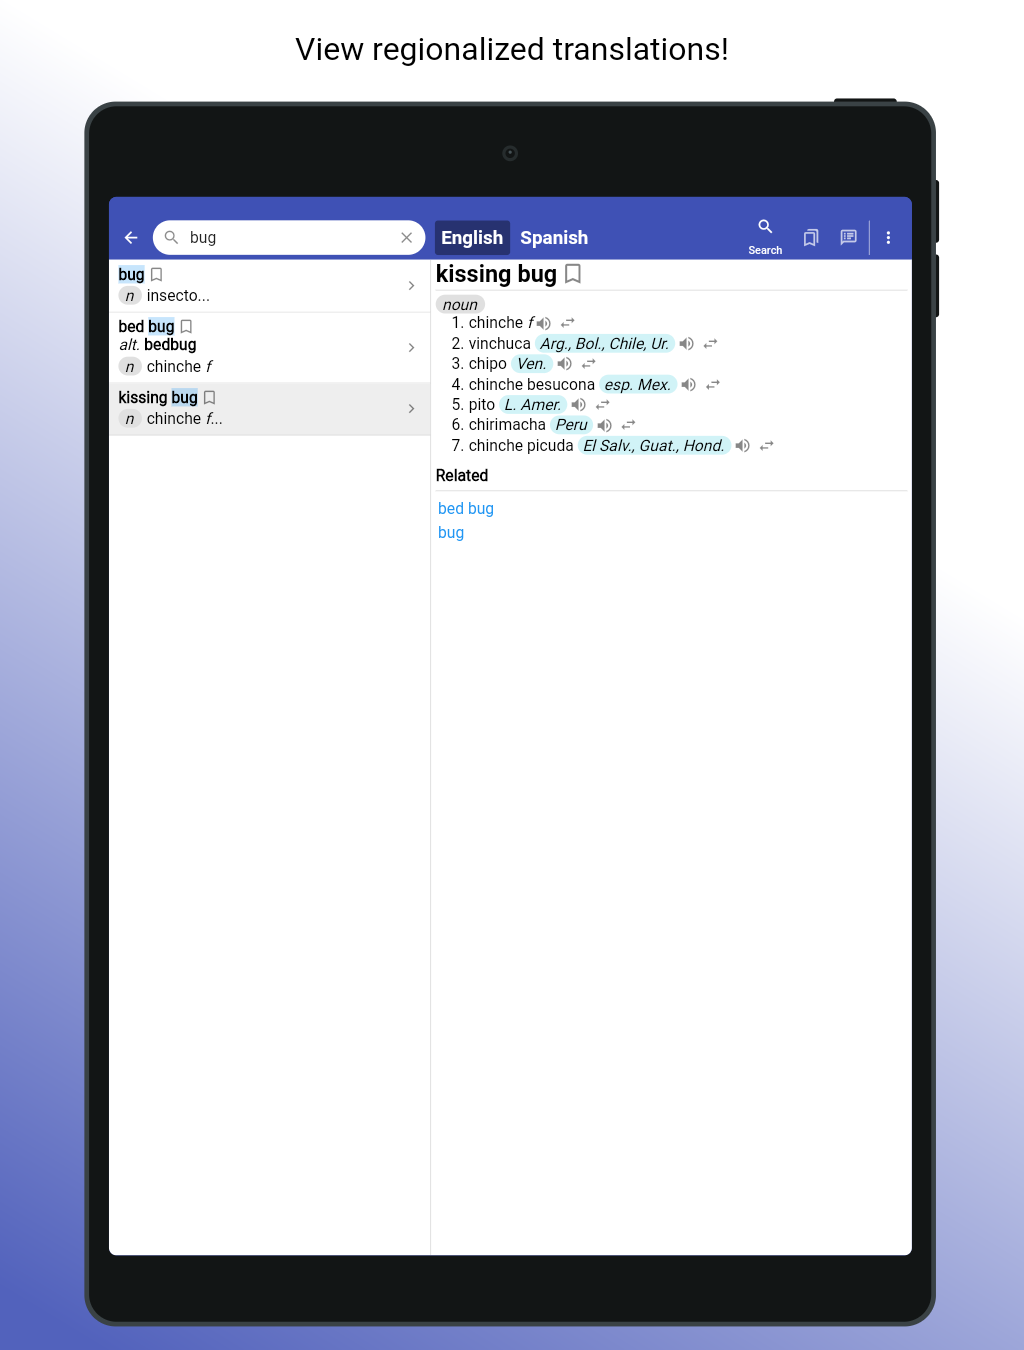 View regionalized translations!
bug
English Spanish
Search
bug
n insecto...
bed bug
alt. bedbug
n chinche f
kissing bug
n chinche f...
kissing bug
noun
1. chinche f
2. vinchuca Arg., Bol., Chile, Ur.
3. chipo Ven.
4. chinche besucona esp. Mex.
5. pito L. Amer.
6. chirimacha Peru
7. chinche picuda El Salv., Guat., Hond.
Related
bed bug
bug